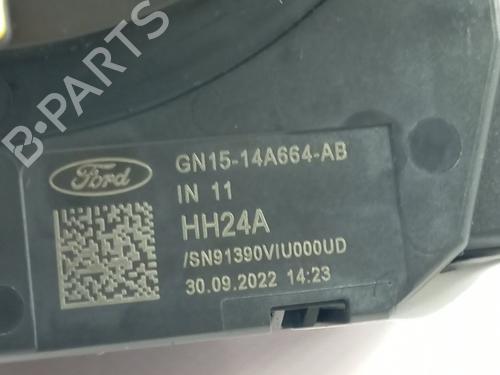 B-PARTS
Ford
GN15-14A664-AB
IN 11
HH24A
/SN91390VIU000UD
30.09.2022 14:23